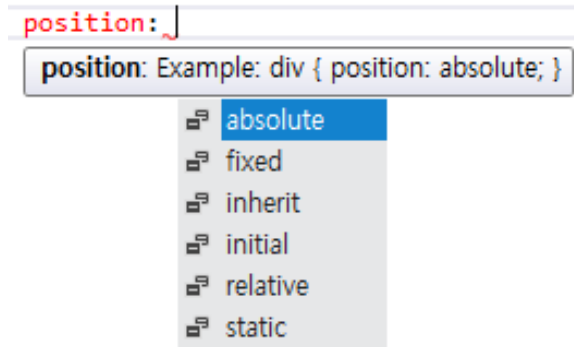 position:
position: Example: div { position: absolute; }
absolute
fixed
inherit
initial
relative
static